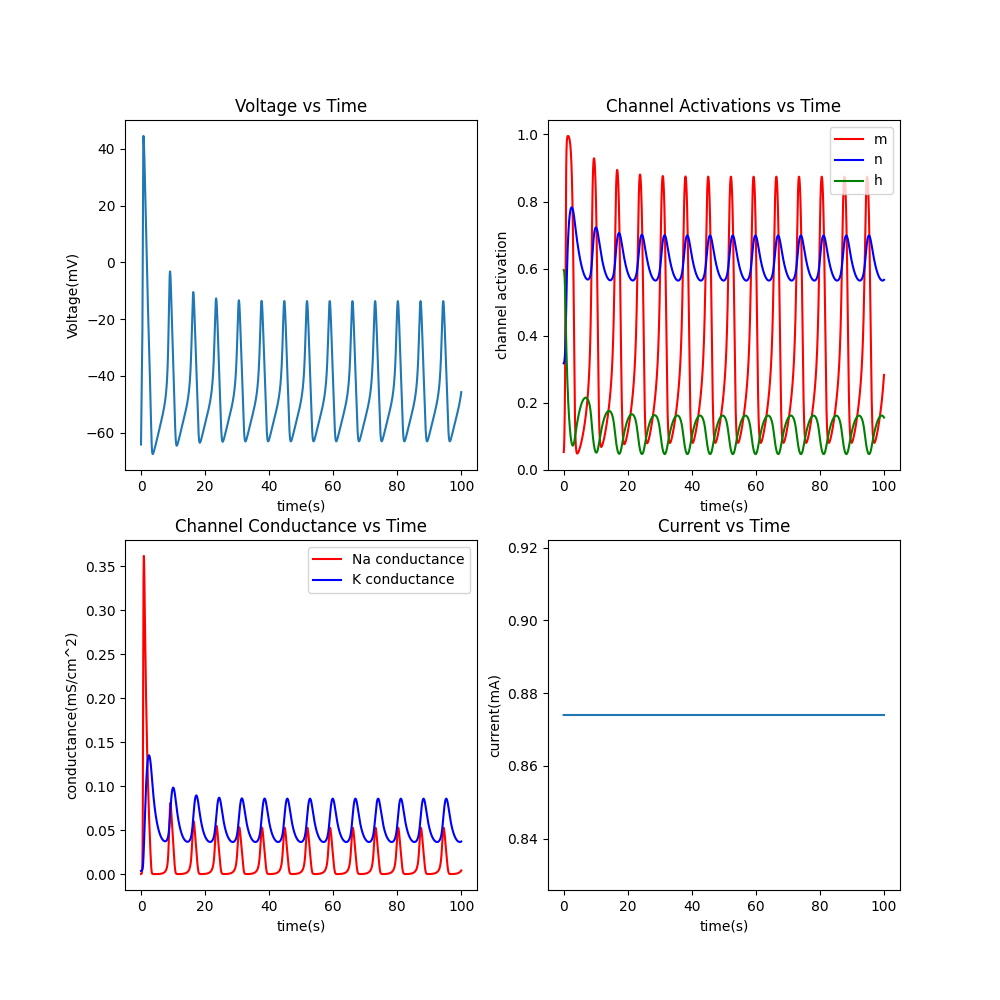 Voltage vs Time
Voltage(mV)
40
20
0
−20
−40
−60
0 20 40 60 80 100
time(s)
Channel Activations vs Time
channel activation
1.0
0.8
0.6
0.4
0.2
0.0
m
n
h
0 20 40 60 80 100
time(s)
Channel Conductance vs Time
conductance(mS/cm^2)
0.35
0.30
0.25
0.20
0.15
0.10
0.05
0.00
Na conductance
K conductance
0 20 40 60 80 100
time(s)
Current vs Time
current(mA)
0.92
0.90
0.88
0.86
0.84
0 20 40 60 80 100
time(s)